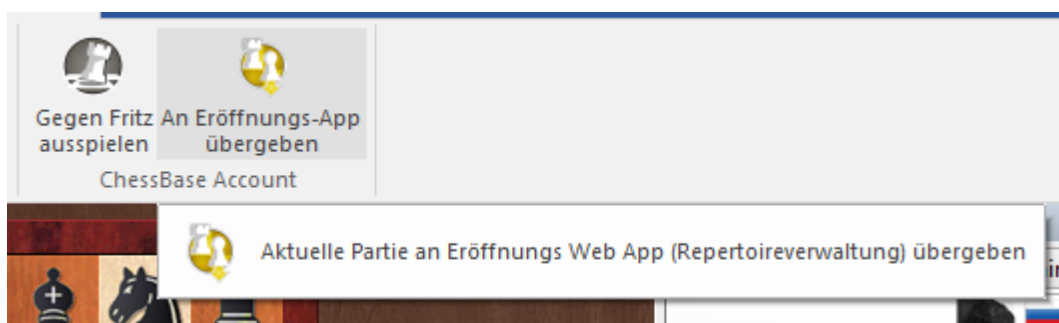 Gegen Fritz
ausspielen
An Eröffnungs-App
übergeben
ChessBase Account
Aktuelle Partie an Eröffnungs Web App (Repertoireverwaltung) übergeben